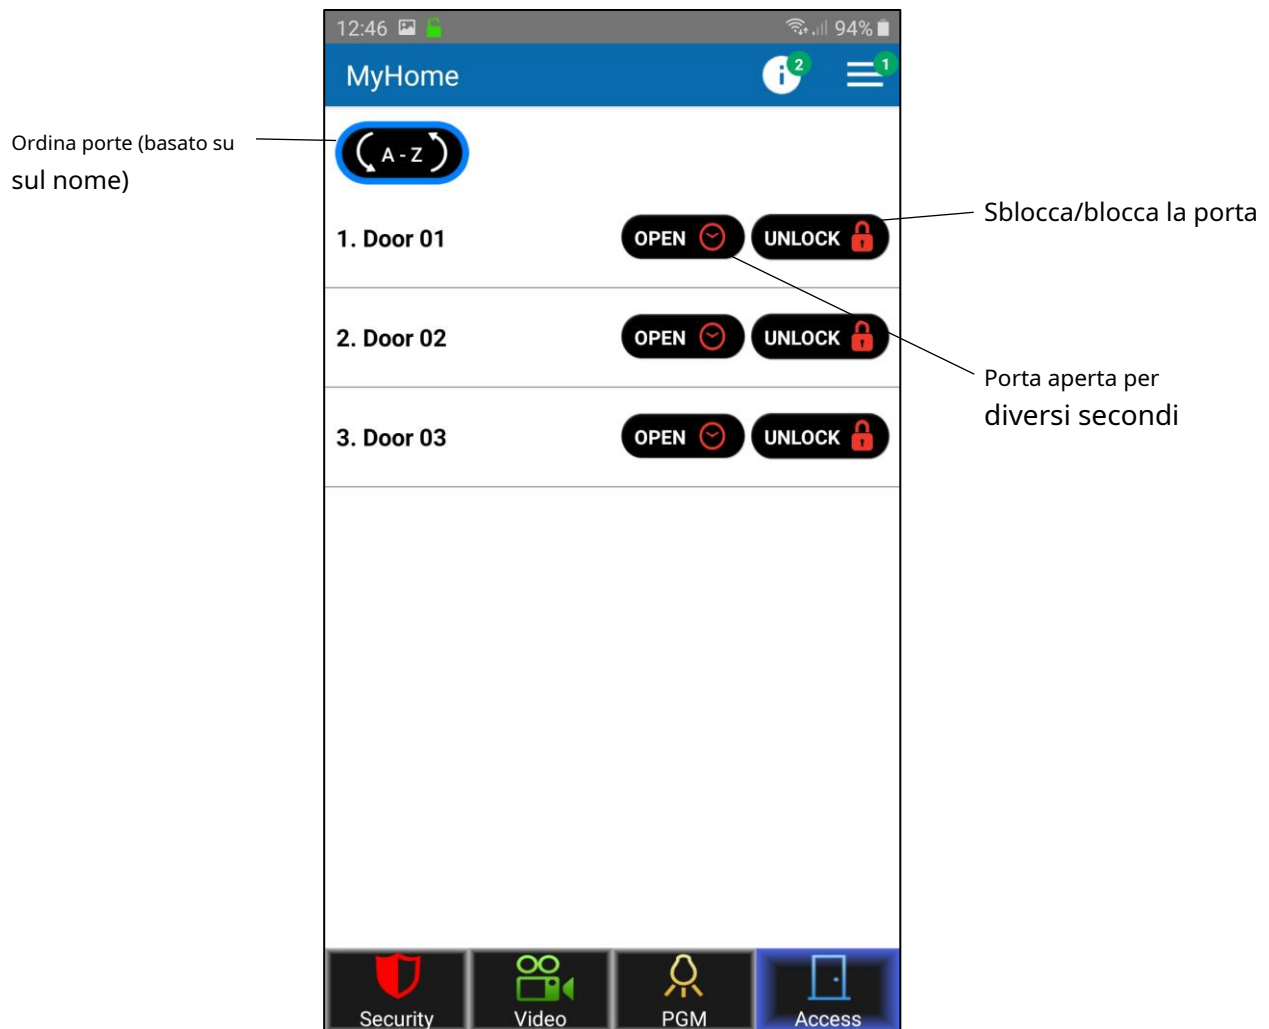 12:46 94%
MyHome 2 1
Ordina porte (basato su
sul nome)
A - Z
Sblocca/blocca la porta
1. Door 01 OPEN UNLOCK
2. Door 02 OPEN UNLOCK
Porta aperta per
diversi secondi
3. Door 03 OPEN UNLOCK
Security Video PGM Access